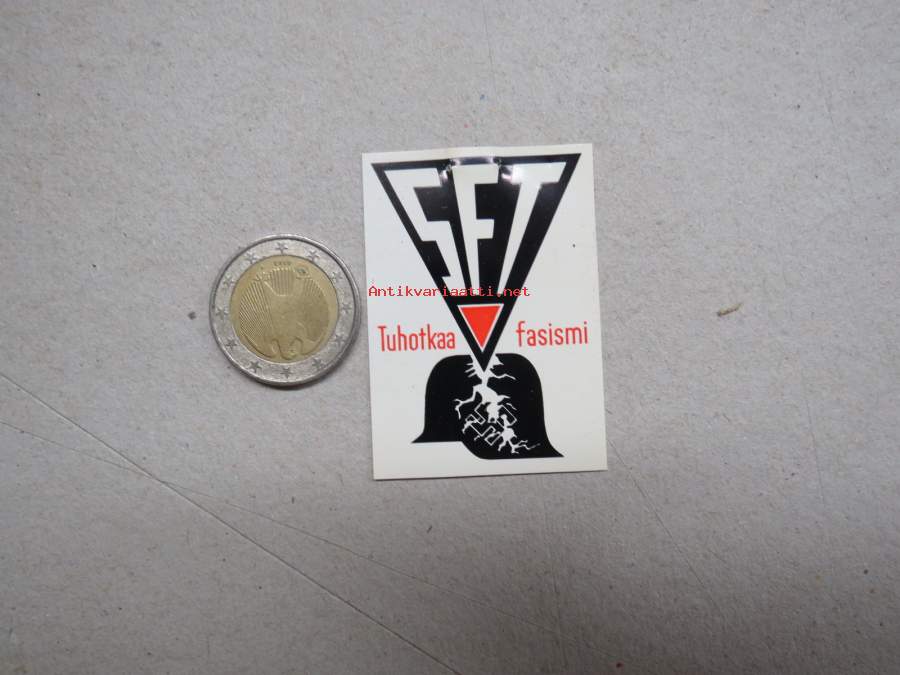 SFT
Antikvariaatti.net
Tuhotkaa fasismi